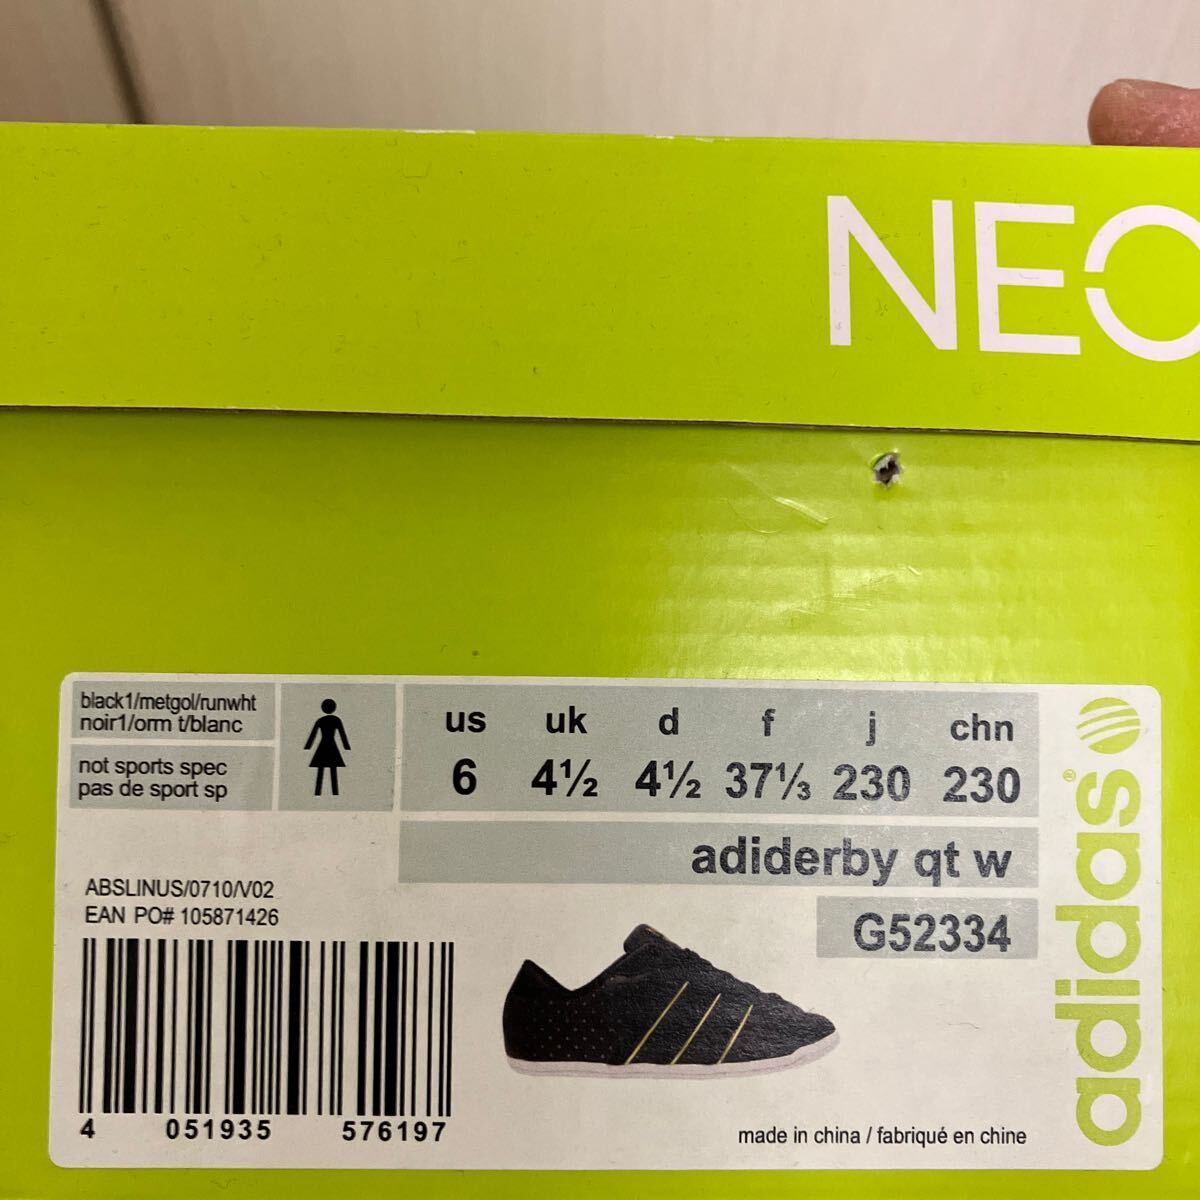 NEO
black1/metgol/runwht
noir1/orm t/blanc
not sports spec
pas de sport sp
us uk d f j chn
6 4½ 4½ 37⅓ 230 230
adiderby qt w
G52334
ABSLINUS/0710/V02
EAN PO# 105871426
4 051935 576197
made in china / fabriqué en chine
adidas®